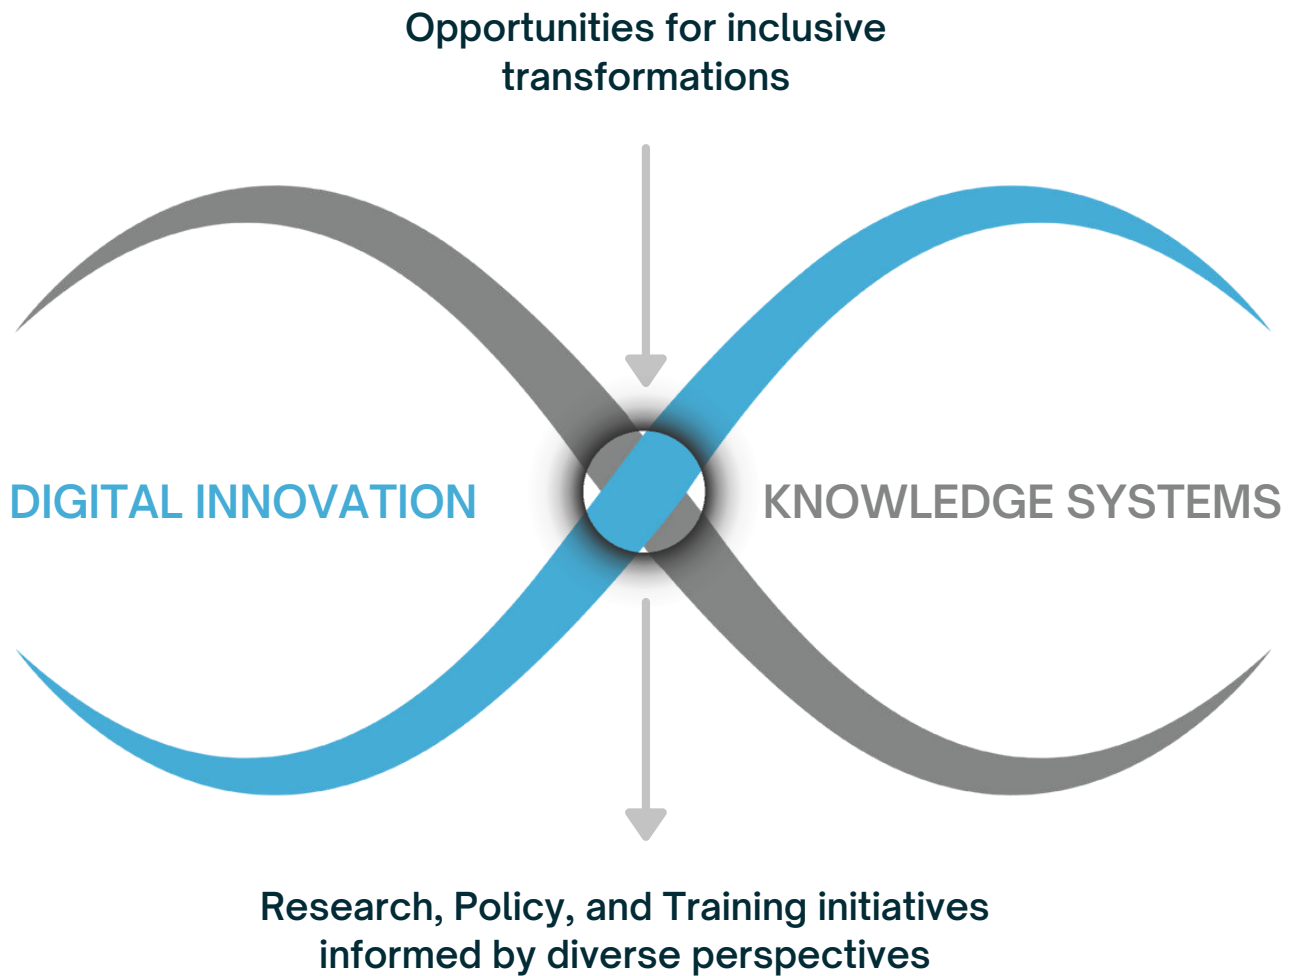 Opportunities for inclusive
transformations
DIGITAL INNOVATION
KNOWLEDGE SYSTEMS
Research, Policy, and Training initiatives
informed by diverse perspectives